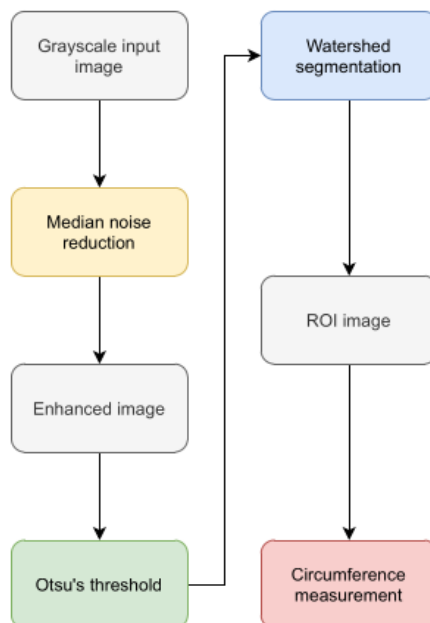 Grayscale input
image
Median noise
reduction
Enhanced image
Otsu's threshold
Watershed
segmentation
ROI image
Circumference
measurement